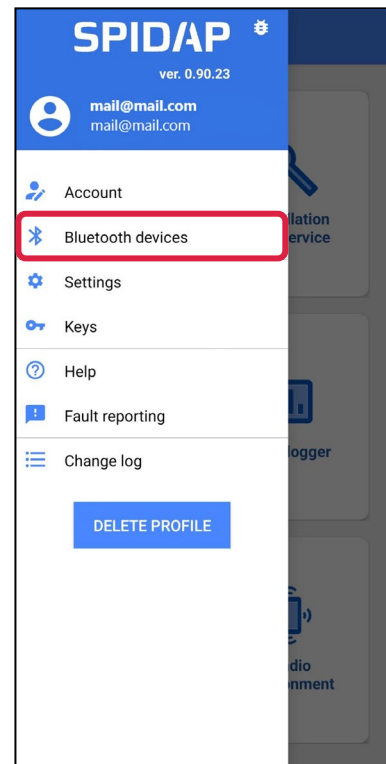 SPIDAP
ver. 0.90.23
mail@mail.com
mail@mail.com
Account
Bluetooth devices
Settings
Keys
Help
Fault reporting
Change log
DELETE PROFILE
logger